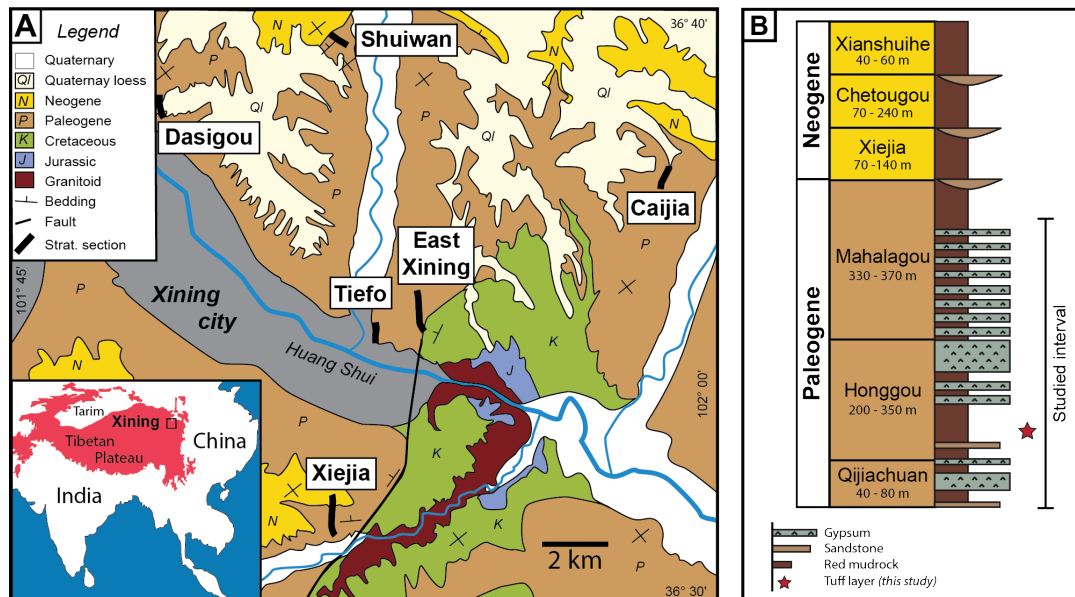 A
Legend
Quaternary
Ql Quaternay loess
N Neogene
P Paleogene
K Cretaceous
J Jurassic
Granitoid
Bedding
Fault
Strat. section
36° 40'
Shuiwan
N
P
P
Ql
N
Ql
N
P
Dasigou
Ql
P
P
Caijia
P
East
Xining
Tiefo
101° 45'
P
Xining
city
Huang Shui
K
J
N
102° 00'
P
K
Xiejia
N
K
K
P
2 km
36° 30'
Tarim
Xining
Tibetan
Plateau
China
India
B
Neogene
Xianshuihe
40 - 60 m
Chetougou
70 - 240 m
Xiejia
70 -140 m
Paleogene
Mahalagou
330 - 370 m
Honggou
200 - 350 m
Qijiachuan
40 - 80 m
Studied interval
Gypsum
Sandstone
Red mudrock
Tuff layer (this study)